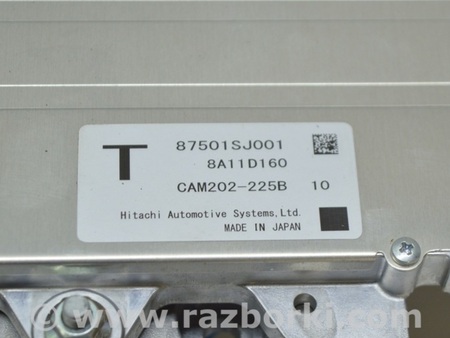 T
87501SJ001
8A11D160
CAM202-225B 10
Hitachi Automotive Systems, Ltd.
MADE IN JAPAN
© www.razborki.com